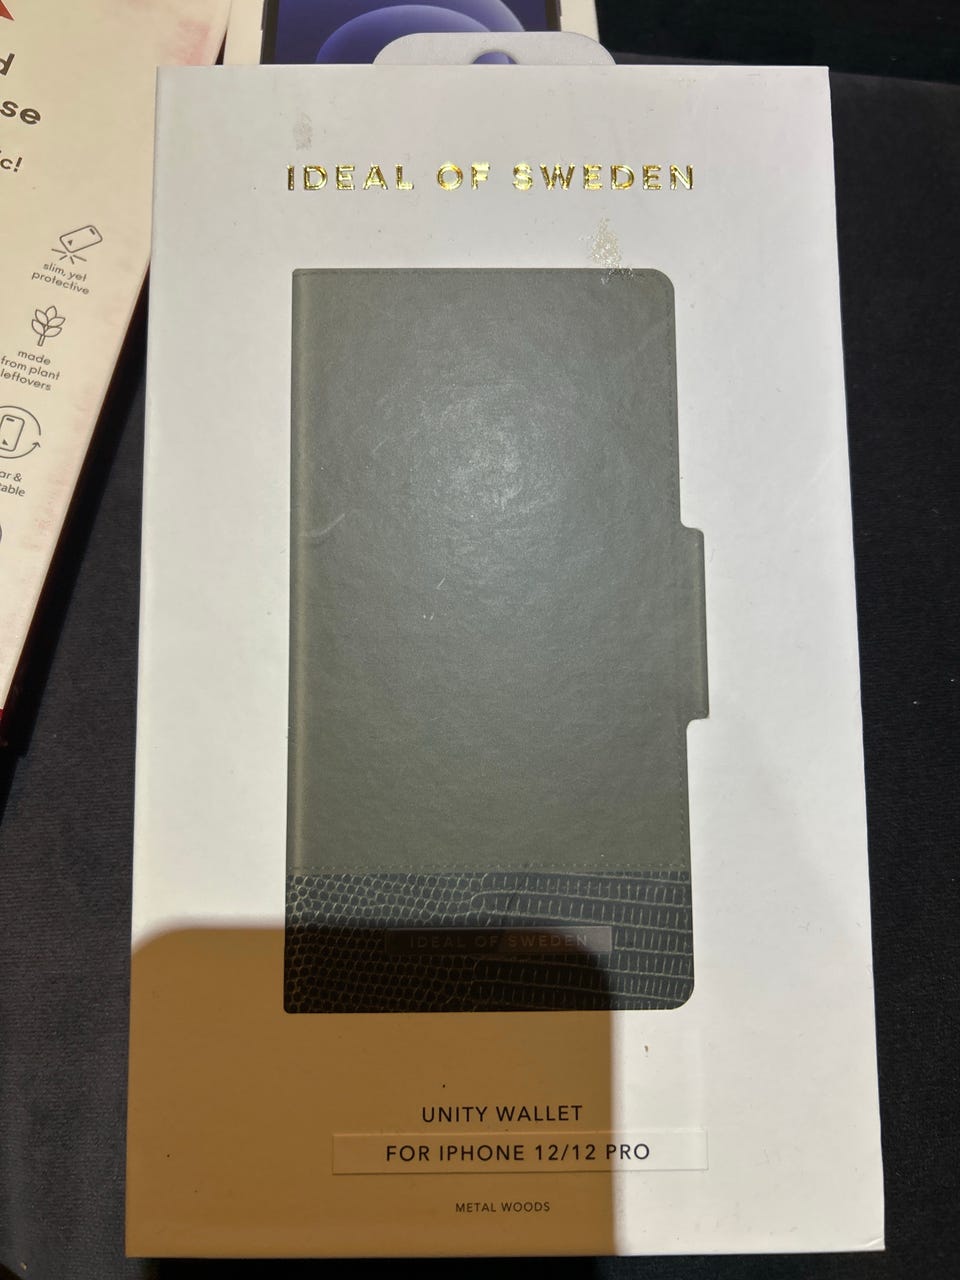 IDEAL OF SWEDEN
IDEAL OF SWEDEN
UNITY WALLET
FOR IPHONE 12/12 PRO
METAL WOODS
slim, yet
protective
made
from plant
leftovers